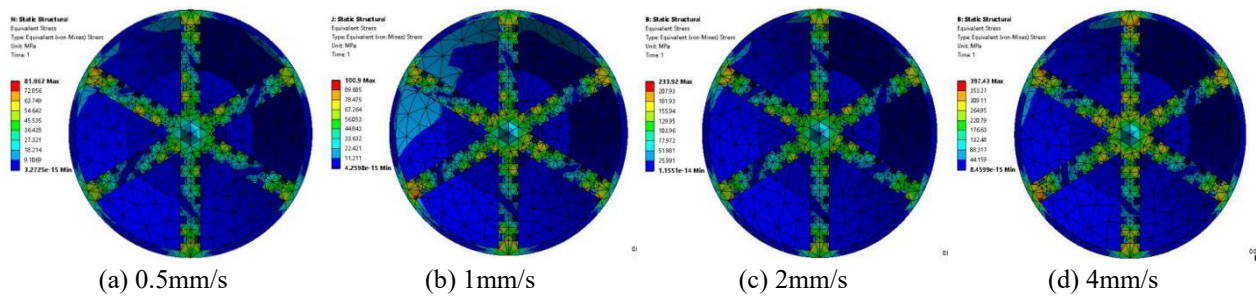 N: Static Structural
Equivalent Stress
Type: Equivalent (von-Mises) Stress
Unit: MPa
Time: 1
81.962 Max
72.856
63.749
54.642
45.535
36.428
27.321
18.214
9.1069
3.2725e-15 Min
(a) 0.5mm/s
J: Static Structural
Equivalent Stress
Type: Equivalent (von-Mises) Stress
Unit: MPa
Time: 1
100.9 Max
89.685
78.475
67.264
56.053
44.843
33.632
22.421
11.211
4.2598e-15 Min
(b) 1mm/s
B: Static Structural
Equivalent Stress
Type: Equivalent (von-Mises) Stress
Unit: MPa
Time: 1
233.92 Max
207.93
181.93
155.94
129.95
103.96
77.972
51.981
25.991
1.1551e-14 Min
(c) 2mm/s
B: Static Structural
Equivalent Stress
Type: Equivalent (von-Mises) Stress
Unit: MPa
Time: 1
397.43 Max
353.27
309.11
264.95
220.79
176.63
132.48
88.317
44.159
8.4599e-15 Min
(d) 4mm/s